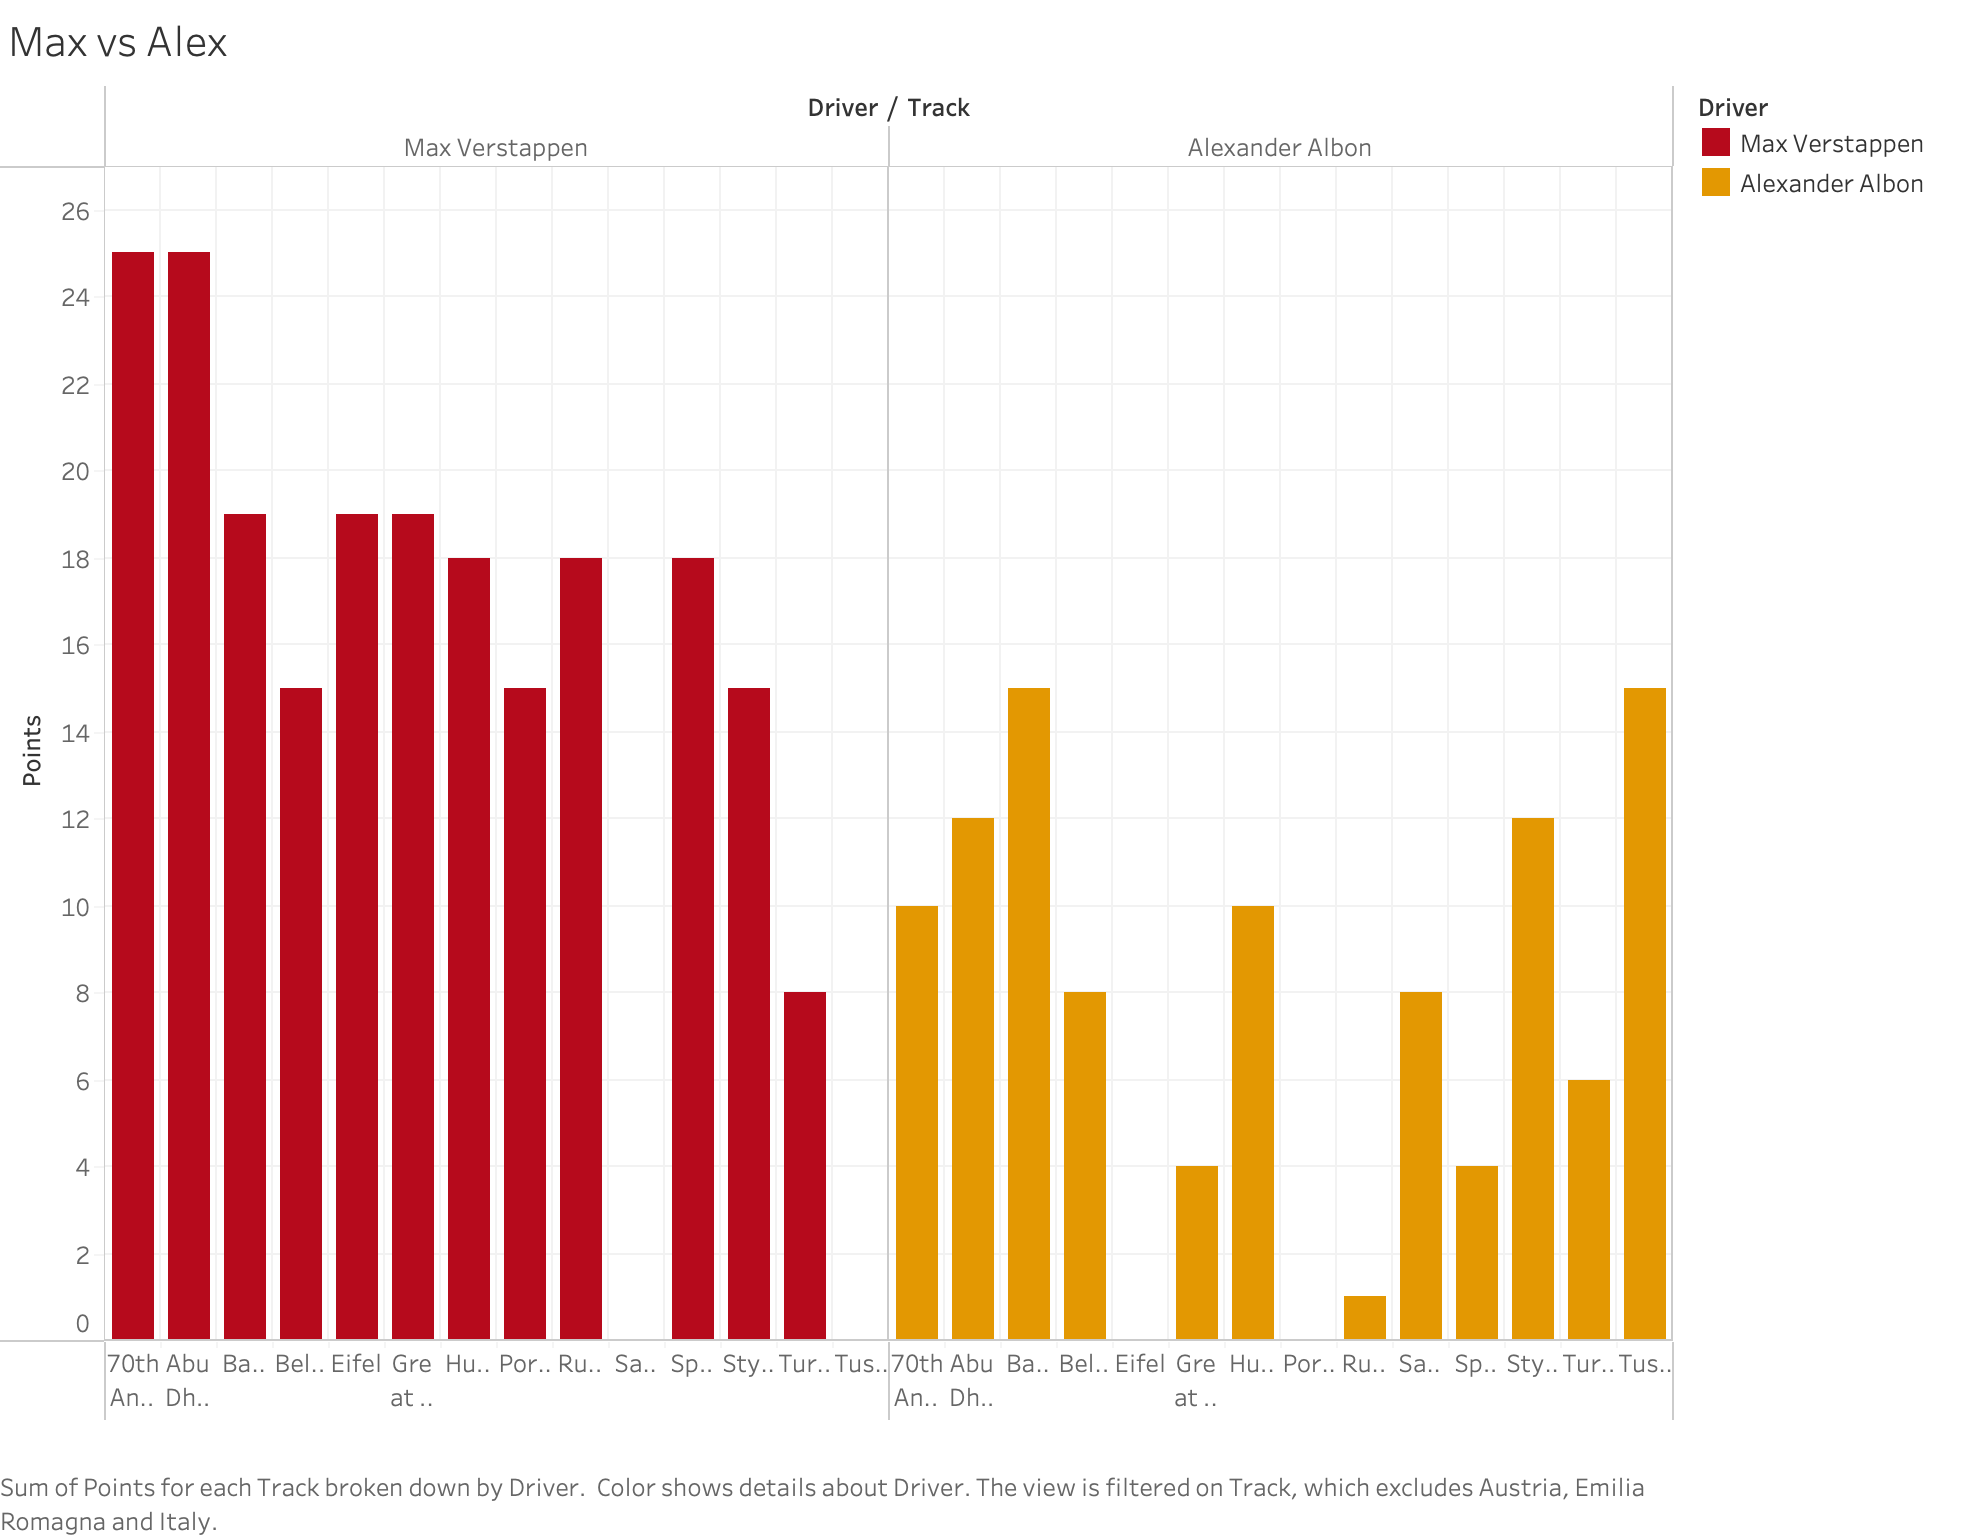 Max vs Alex
Driver / Track
Max Verstappen
Alexander Albon
Driver
Max Verstappen
Alexander Albon
Points
26
24
22
20
18
16
14
12
10
8
6
4
2
0
70th Abu Ba.. Bel.. Eifel Gre Hu.. Por.. Ru.. Sa.. Sp.. Sty.. Tur.. Tus..
An.. Dh.. at ..
70th Abu Ba.. Bel.. Eifel Gre Hu.. Por.. Ru.. Sa.. Sp.. Sty.. Tur.. Tus..
An.. Dh.. at ..
Sum of Points for each Track broken down by Driver.  Color shows details about Driver. The view is filtered on Track, which excludes Austria, Emilia
Romagna and Italy.